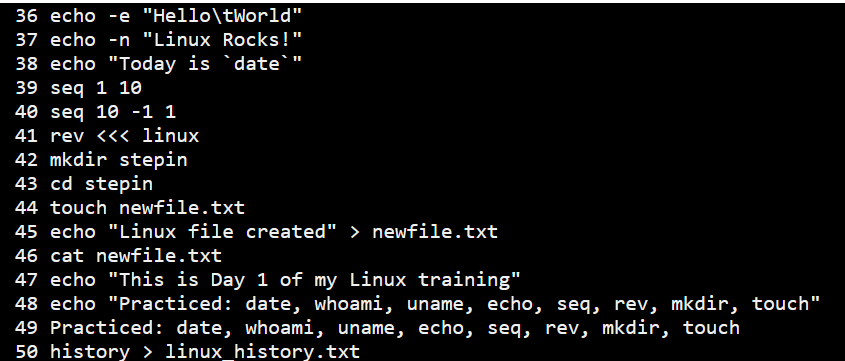 36 echo -e "Hello\tWorld"
37 echo -n "Linux Rocks!"
38 echo "Today is `date`"
39 seq 1 10
40 seq 10 -1 1
41 rev <<< linux
42 mkdir stepin
43 cd stepin
44 touch newfile.txt
45 echo "Linux file created" > newfile.txt
46 cat newfile.txt
47 echo "This is Day 1 of my Linux training"
48 echo "Practiced: date, whoami, uname, echo, seq, rev, mkdir, touch"
49 Practiced: date, whoami, uname, echo, seq, rev, mkdir, touch
50 history > linux_history.txt